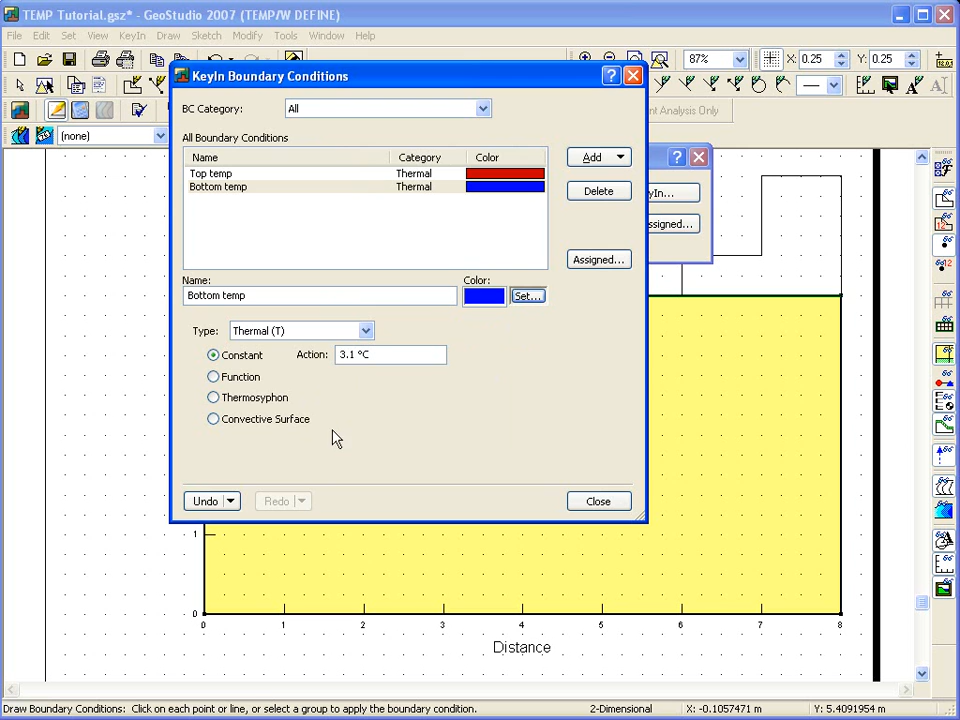 TEMP Tutorial.gsz* - GeoStudio 2007 (TEMP/W DEFINE)
File Edit Set View KeyIn Draw Sketch Modify Tools Window Help
87% X: 0.25 Y: 0.25
KeyIn Boundary Conditions
BC Category: All
All Boundary Conditions
Name Category Color
Top temp Thermal
Bottom temp Thermal
Add
Delete
Assigned...
Name: Color:
Bottom temp Set...
Type: Thermal (T)
Constant Action: 3.1 °C
Function
Thermosyphon
Convective Surface
Undo Redo Close
Analysis Only
(none)
1
0
0 1 2 3 4 5 6 7 8
Distance
Draw Boundary Conditions: Click on each point or line, or select a group to apply the boundary condition. 2-Dimensional X: -0.1057471 m Y: 5.4091954 m